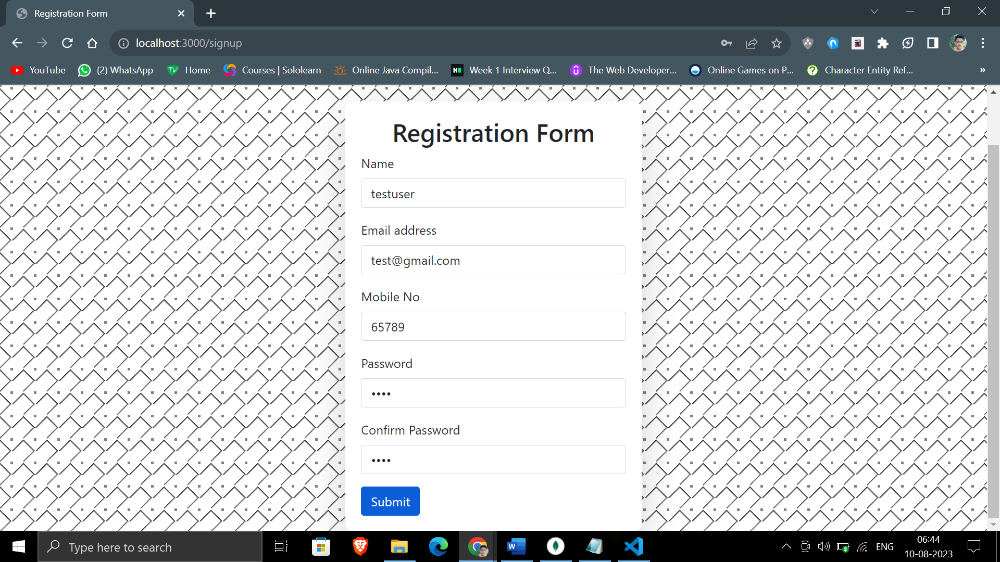 Registration Form
localhost:3000/signup
YouTube (2) WhatsApp Home Courses | Sololearn Online Java Compil... Week 1 Interview Q... The Web Developer... Online Games on P... Character Entity Ref... »
Registration Form
Name
testuser
Email address
test@gmail.com
Mobile No
65789
Password
••••
Confirm Password
••••
Submit
Type here to search
ENG
06:44
10-08-2023